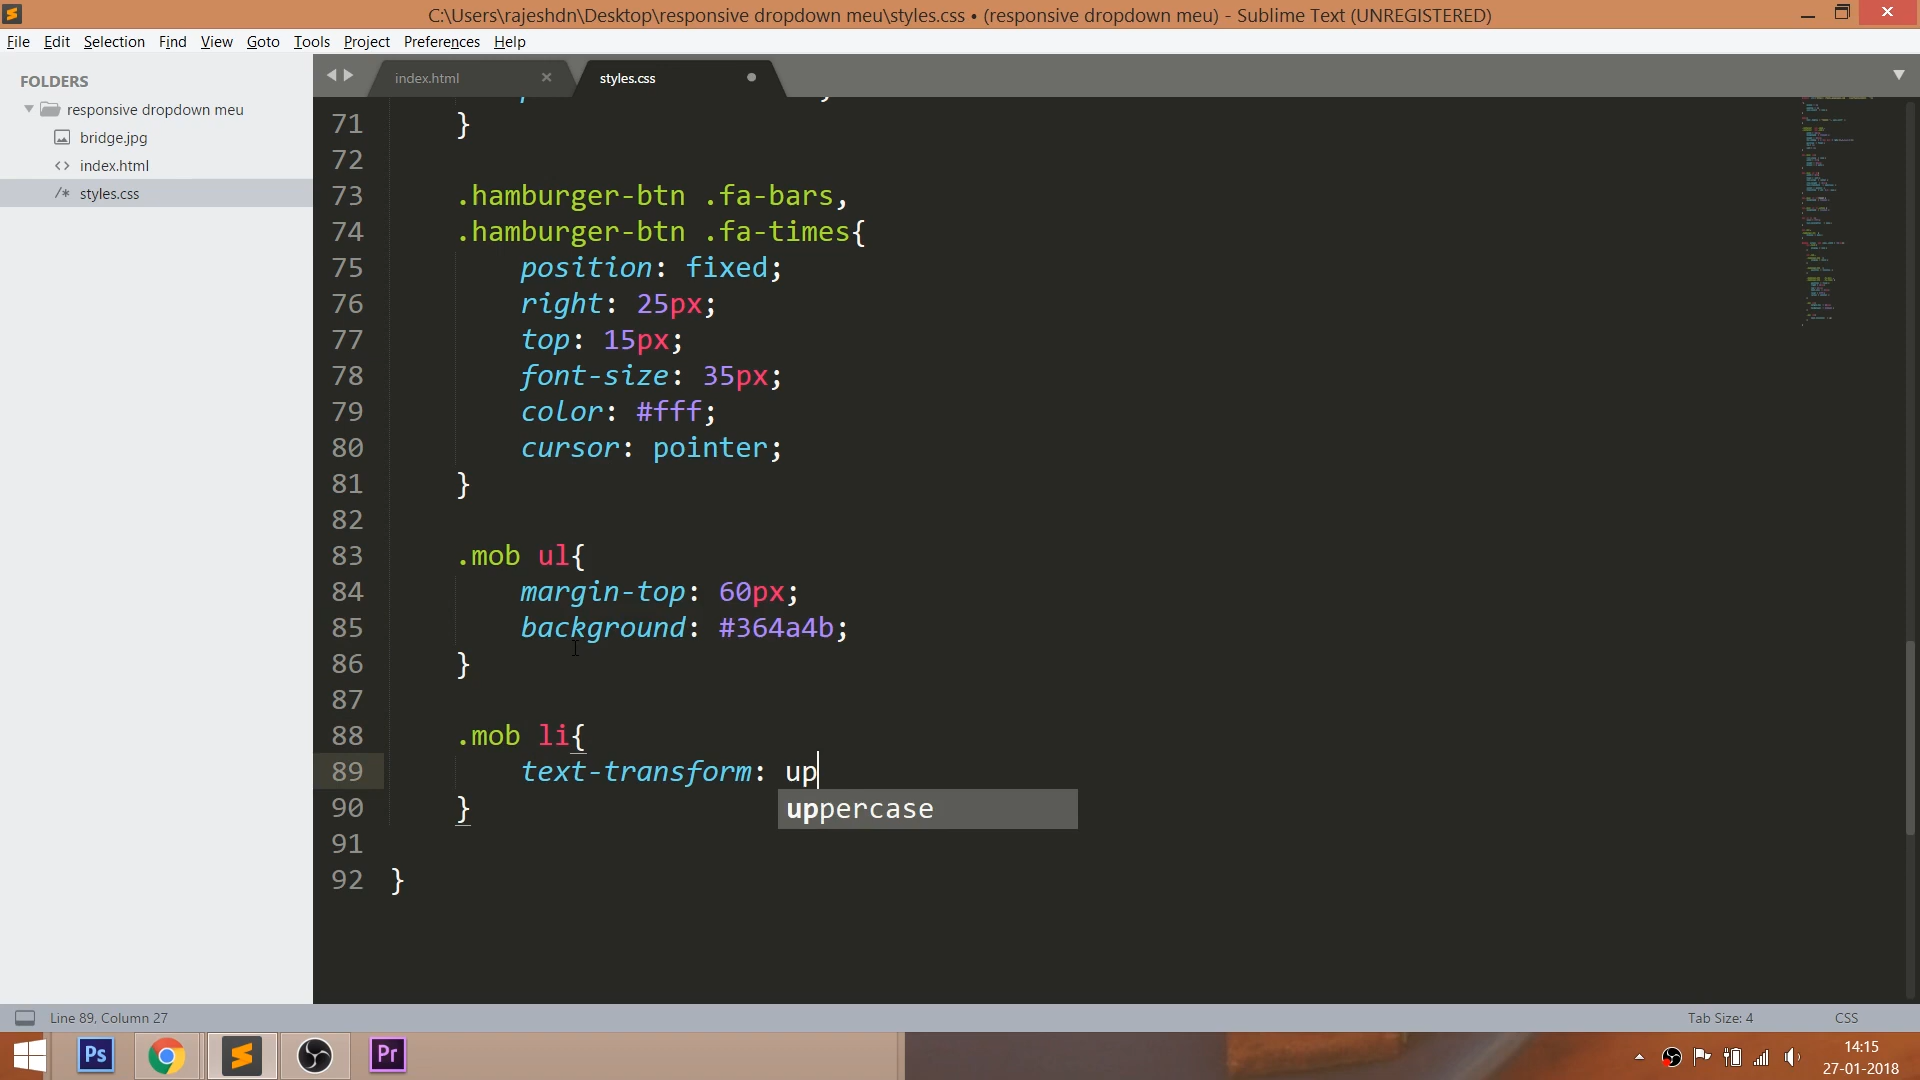 C:\Users\rajeshdn\Desktop\responsive dropdown meu\styles.css • (responsive dropdown meu) - Sublime Text (UNREGISTERED)
File Edit Selection Find View Goto Tools Project Preferences Help
FOLDERS
responsive dropdown meu
bridge.jpg
<> index.html
/* styles.css
index.html × styles.css
71 }
72
73 .hamburger-btn .fa-bars,
74 .hamburger-btn .fa-times{
75 position: fixed;
76 right: 25px;
77 top: 15px;
78 font-size: 35px;
79 color: #fff;
80 cursor: pointer;
81 }
82
83 .mob ul{
84 margin-top: 60px;
85 background: #364a4b;
86 }
87
88 .mob li{
89 text-transform: up
uppercase
90 }
91
92 }
Line 89, Column 27
Tab Size: 4
CSS
Ps
Pr
14:15
27-01-2018